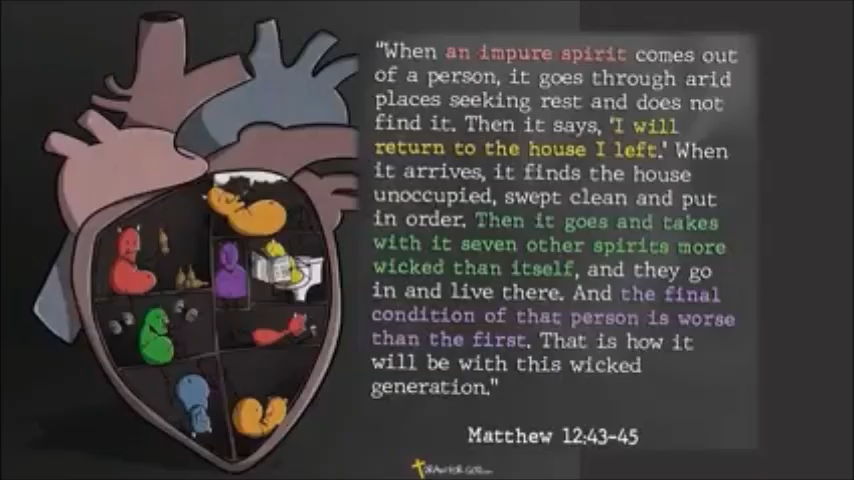 "When an impure spirit comes out
of a person, it goes through arid
places seeking rest and does not
find it. Then it says, 'I will
return to the house I left.' When
it arrives, it finds the house
unoccupied, swept clean and put
in order. Then it goes and takes
with it seven other spirits more
wicked than itself, and they go
in and live there. And the final
condition of that person is worse
than the first. That is how it
will be with this wicked
generation."
Matthew 12:43-45